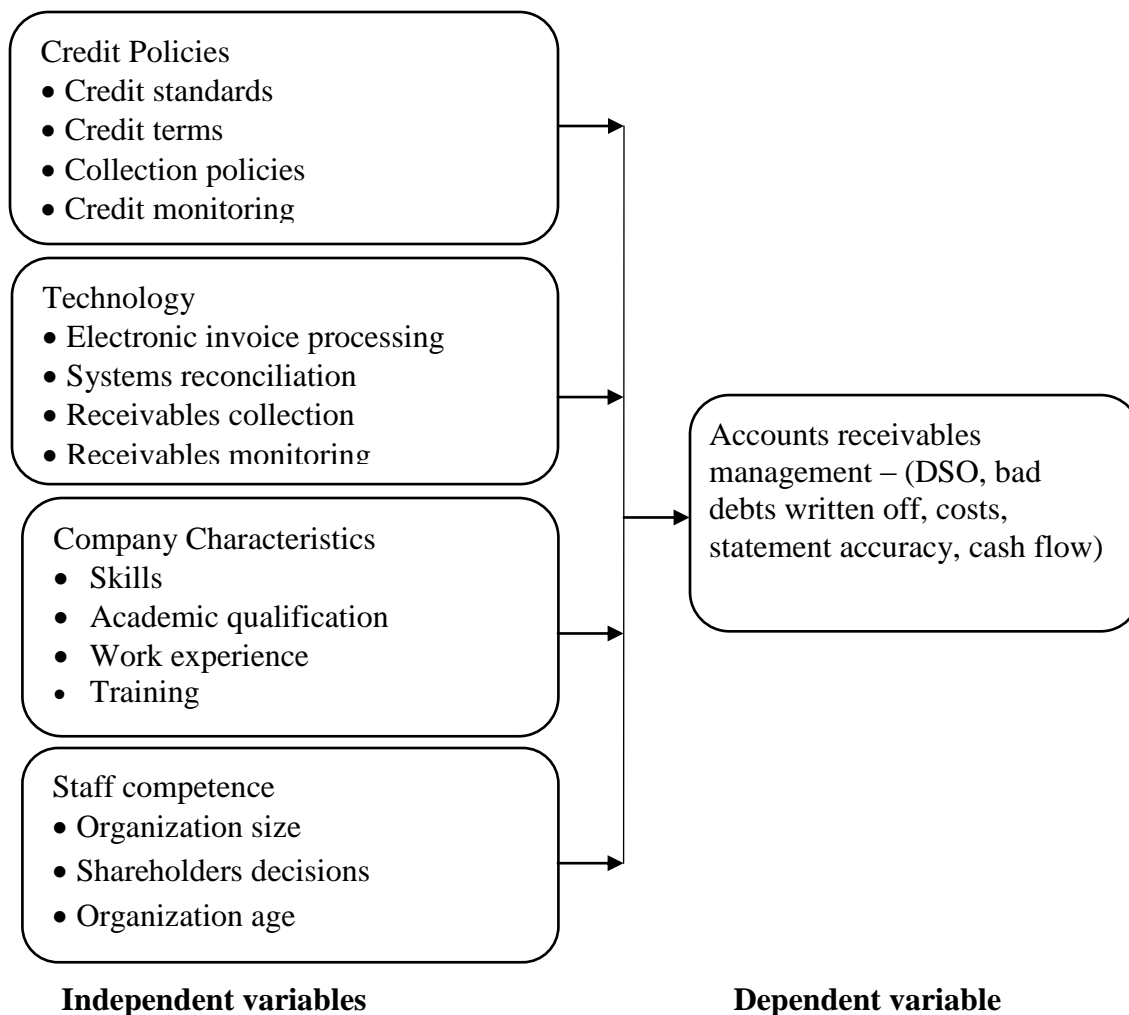 Credit Policies
• Credit standards
• Credit terms
• Collection policies
• Credit monitoring
Technology
• Electronic invoice processing
• Systems reconciliation
• Receivables collection
• Receivables monitoring
Company Characteristics
• Skills
• Academic qualification
• Work experience
• Training
Staff competence
• Organization size
• Shareholders decisions
• Organization age
Accounts receivables
management – (DSO, bad
debts written off, costs,
statement accuracy, cash flow)
Independent variables
Dependent variable